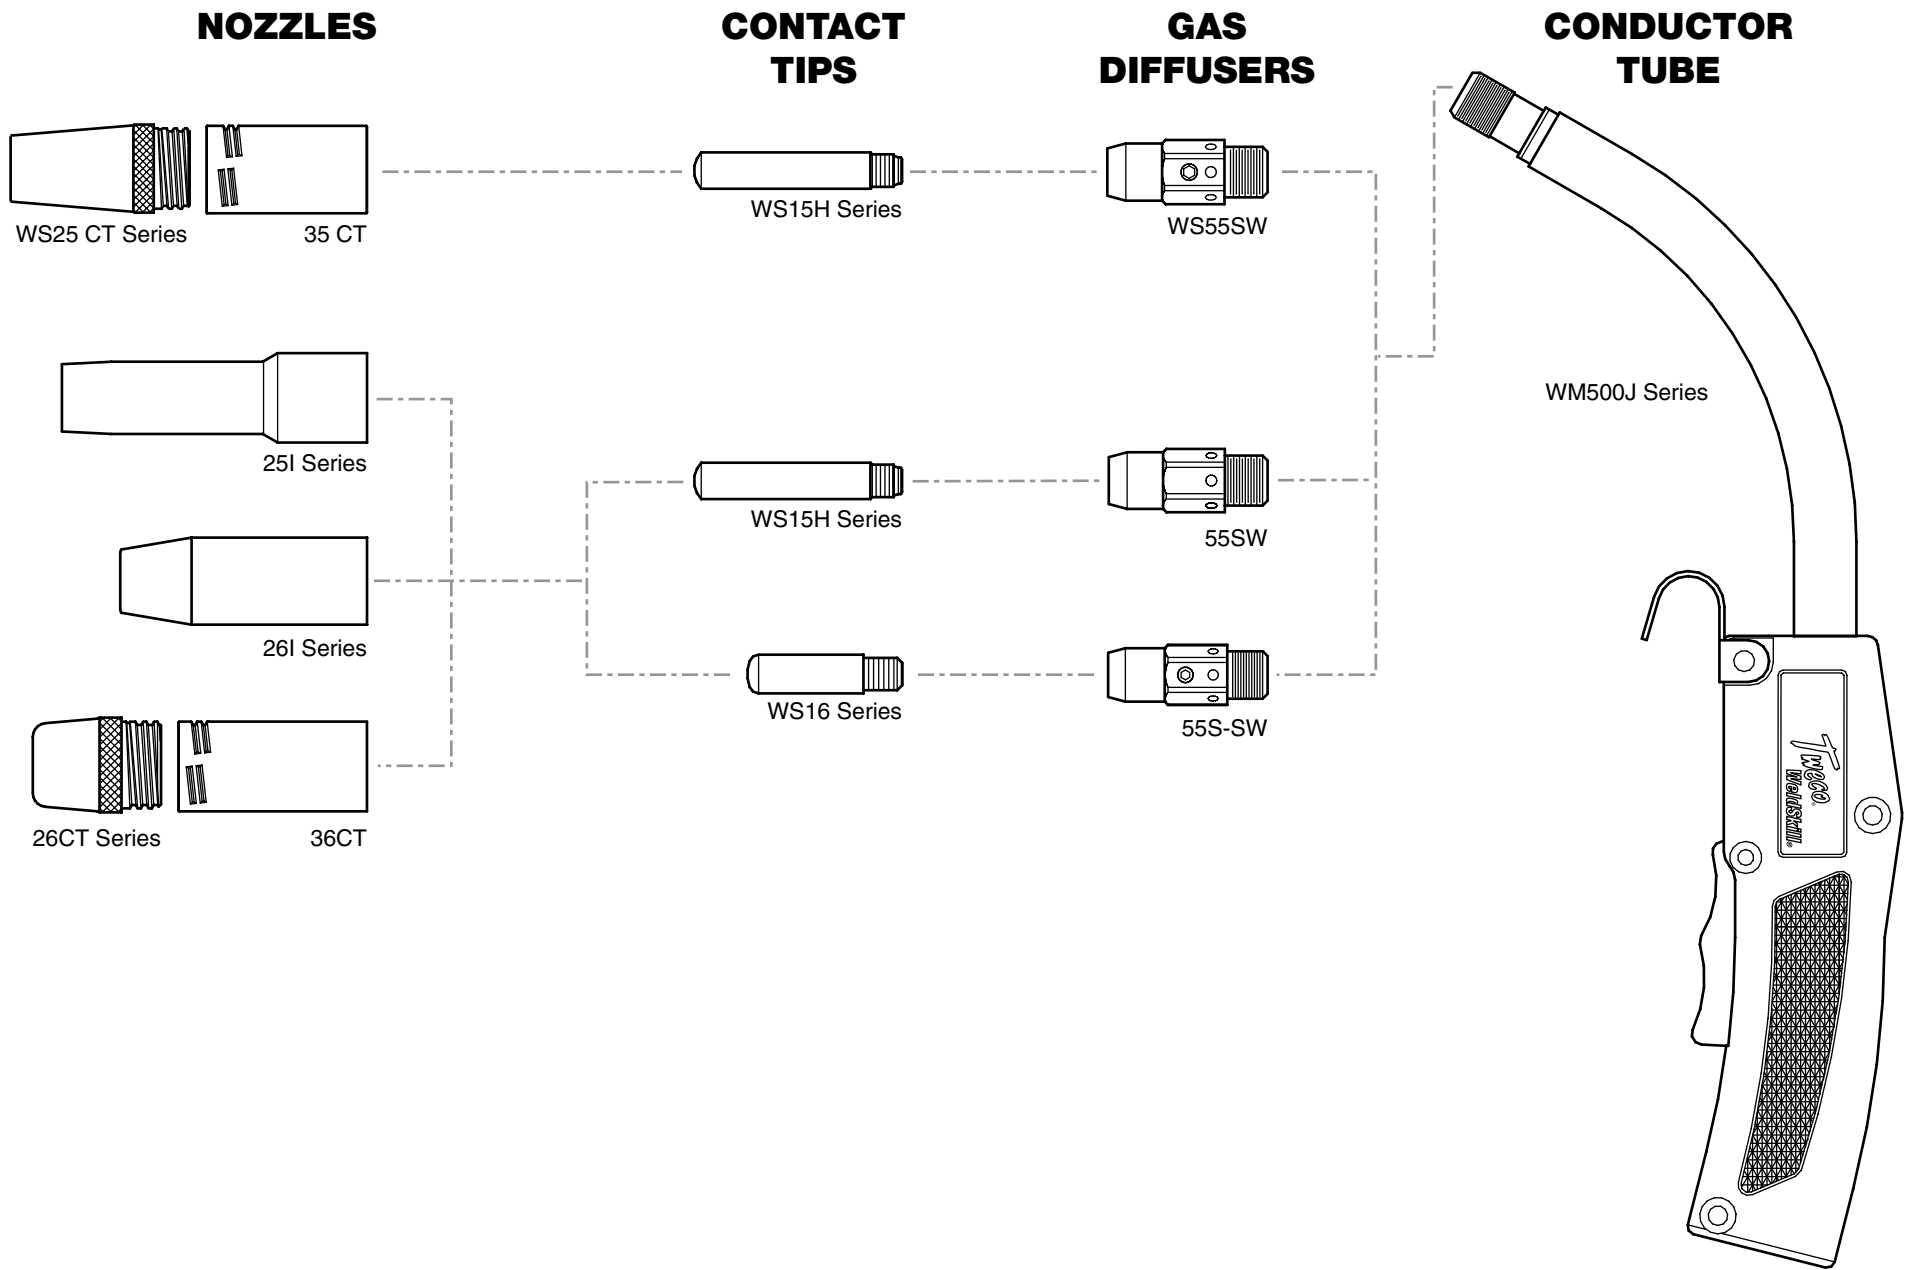 NOZZLES
CONTACT
TIPS
GAS
DIFFUSERS
CONDUCTOR
TUBE
WS25 CT Series
35 CT
WS15H Series
WS55SW
25I Series
WM500J Series
WS15H Series
55SW
26I Series
WS16 Series
55S-SW
26CT Series
36CT
Tweco®
WeldSkill®